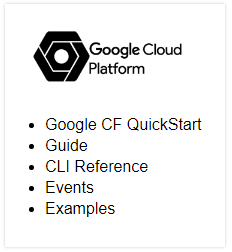 Google Cloud
Platform
Google CF QuickStart
Guide
CLI Reference
Events
Examples